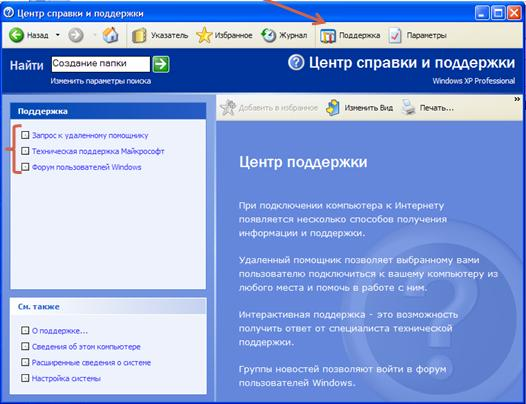 Центр справки и поддержки
Назад Указатель Избранное Журнал Поддержка Параметры
Найти Создание папки Центр справки и поддержки
Изменить параметры поиска Windows XP Professional
Поддержка
Запрос к удаленному помощнику
Техническая поддержка Майкрософт
Форум пользователей Windows
См. также
О поддержке...
Сведения об этом компьютере
Расширенные сведения о системе
Настройка системы
Добавить в избранное Изменить Вид Печать... »
Центр поддержки
При подключении компьютера к Интернету
появляется несколько способов получения
информации и поддержки.
Удаленный помощник позволяет выбранному вами
пользователю подключиться к вашему компьютеру из
любого места и помочь в работе с ним.
Интерактивная поддержка - это возможность
получить ответ от специалиста технической
поддержки.
Группы новостей позволяют войти в форум
пользователей Windows.